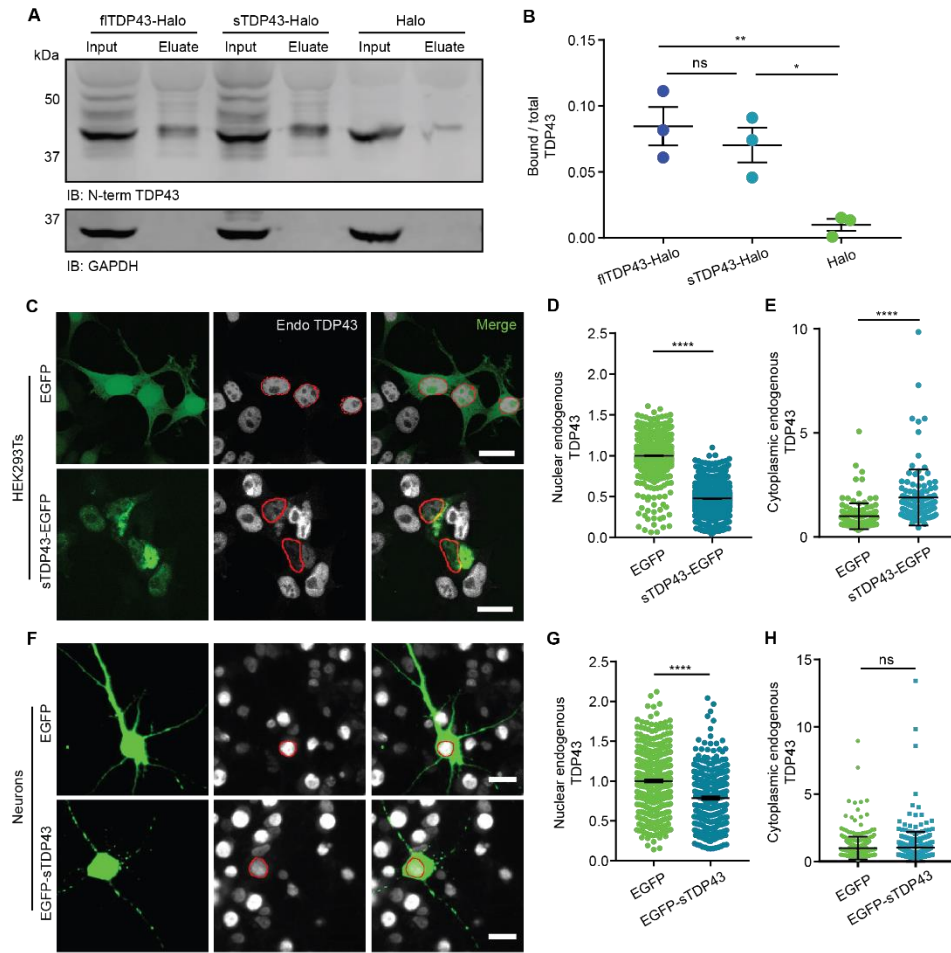 A
flTDP43-Halo sTDP43-Halo Halo
Input Eluate Input Eluate Input Eluate
kDa
50
37
IB: N-term TDP43
37
IB: GAPDH
B
Bound / total
TDP43
0.15
0.10
0.05
0.00
**
ns
*
flTDP43-Halo
sTDP43-Halo
Halo
C
HEK293Ts
EGFP
sTDP43-EGFP
Endo TDP43
Merge
D
Nuclear endogenous
TDP43
2.5
2.0
1.5
1.0
0.5
0.0
****
EGFP
sTDP43-EGFP
E
Cytoplasmic endogenous
TDP43
10
5
0
****
EGFP
sTDP43-EGFP
F
Neurons
EGFP
EGFP-sTDP43
G
Nuclear endogenous
TDP43
2.5
2.0
1.5
1.0
0.5
0.0
****
EGFP
EGFP-sTDP43
H
Cytoplasmic endogenous
TDP43
15
10
5
0
ns
EGFP
EGFP-sTDP43